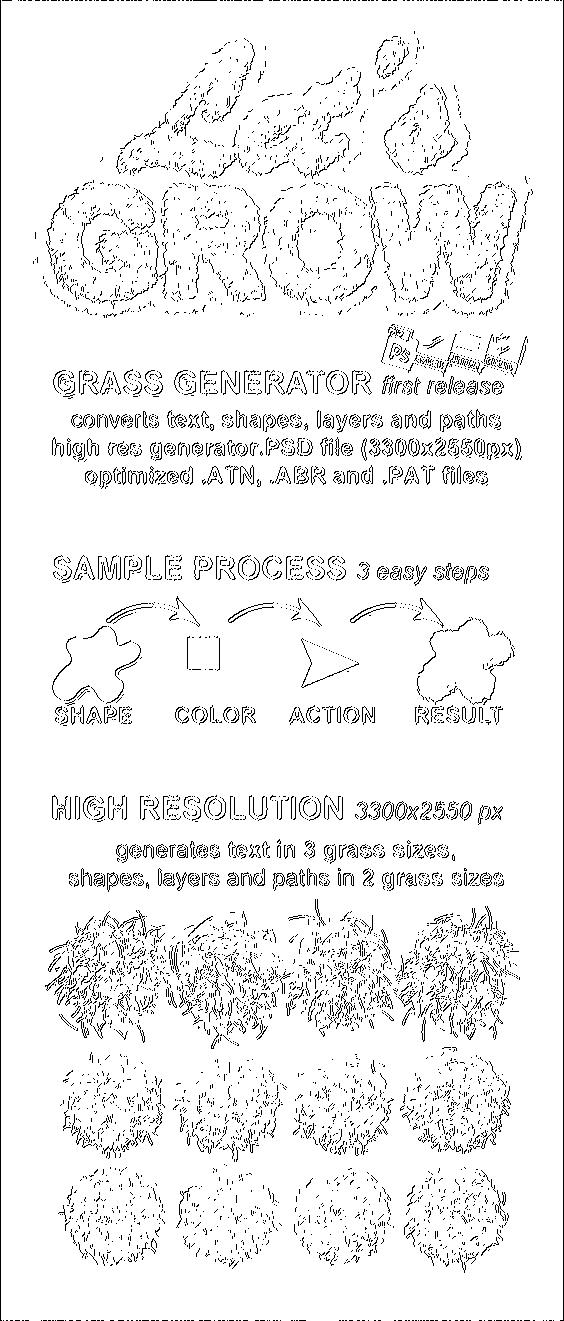 Let's
GROW
Ps
GRASS GENERATOR first release
converts text, shapes, layers and paths
high res generator.PSD file (3300x2550px)
optimized .ATN, .ABR and .PAT files
SAMPLE PROCESS 3 easy steps
SHAPE COLOR ACTION RESULT
HIGH RESOLUTION 3300x2550 px
generates text in 3 grass sizes,
shapes, layers and paths in 2 grass sizes